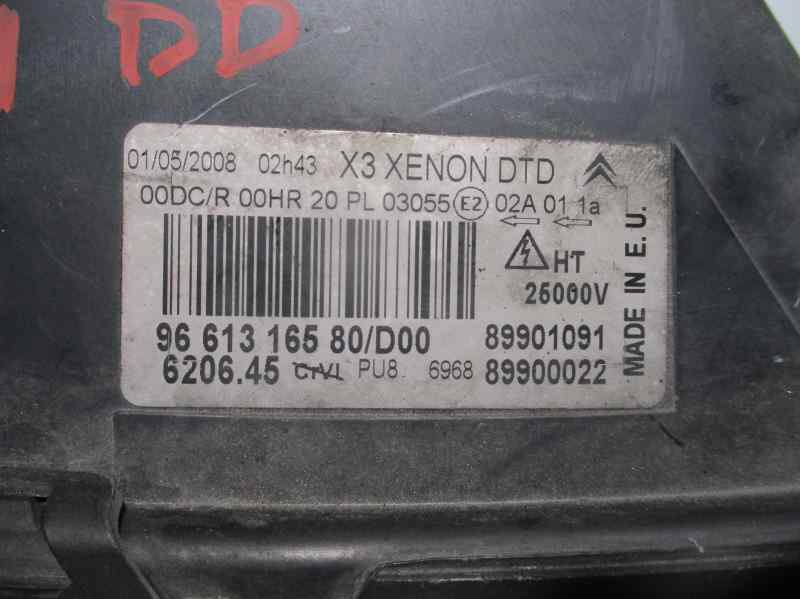 DD
01/05/2008 02h43 X3 XENON DTD
00DC/R 00HR 20 PL 03055 E2 02A 01 1a
HT
25000V
96 613 165 80/D00 89901091
6206.45 PU8 6968 89900022
MADE IN E.U.